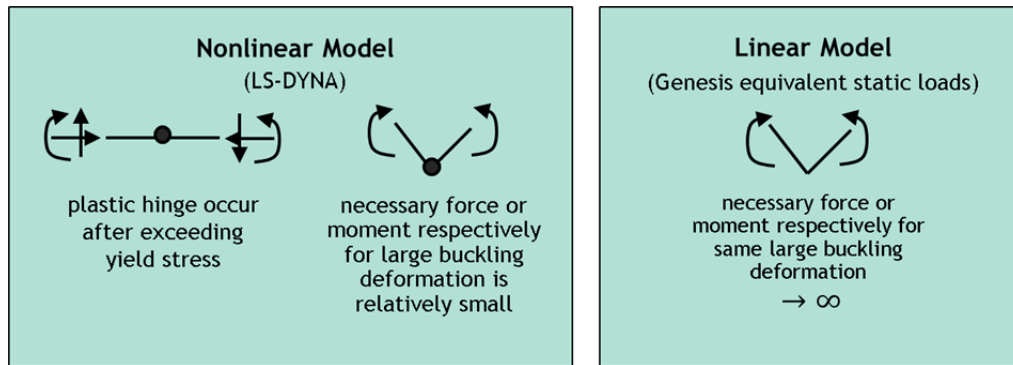 Nonlinear Model
(LS-DYNA)
plastic hinge occur
after exceeding
yield stress
necessary force or
moment respectively
for large buckling
deformation is
relatively small
Linear Model
(Genesis equivalent static loads)
necessary force or
moment respectively for
same large buckling
deformation
→ ∞